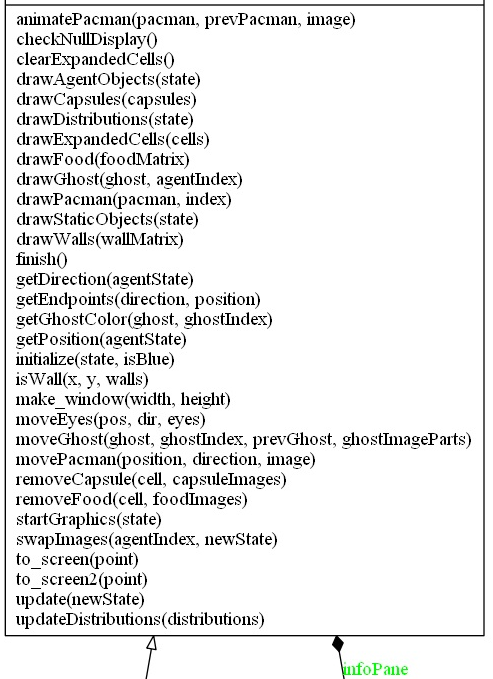 animatePacman(pacman, prevPacman, image)
checkNullDisplay()
clearExpandedCells()
drawAgentObjects(state)
drawCapsules(capsules)
drawDistributions(state)
drawExpandedCells(cells)
drawFood(foodMatrix)
drawGhost(ghost, agentIndex)
drawPacman(pacman, index)
drawStaticObjects(state)
drawWalls(wallMatrix)
finish()
getDirection(agentState)
getEndpoints(direction, position)
getGhostColor(ghost, ghostIndex)
getPosition(agentState)
initialize(state, isBlue)
isWall(x, y, walls)
make_window(width, height)
moveEyes(pos, dir, eyes)
moveGhost(ghost, ghostIndex, prevGhost, ghostImageParts)
movePacman(position, direction, image)
removeCapsule(cell, capsuleImages)
removeFood(cell, foodImages)
startGraphics(state)
swapImages(agentIndex, newState)
to_screen(point)
to_screen2(point)
update(newState)
updateDistributions(distributions)
infoPane